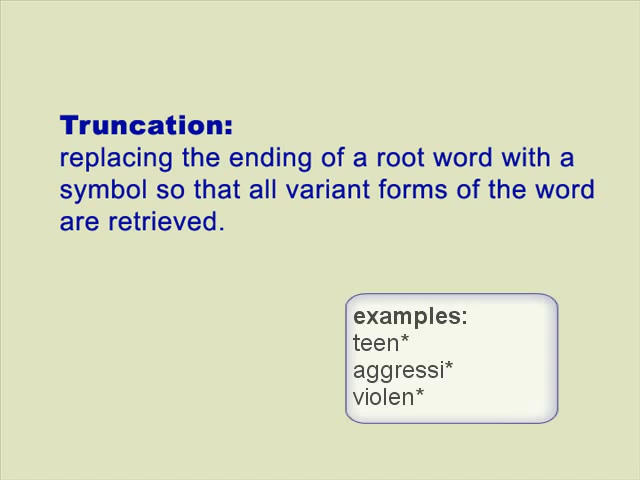 Truncation:
replacing the ending of a root word with a
symbol so that all variant forms of the word
are retrieved.
examples:
teen*
aggressi*
violen*